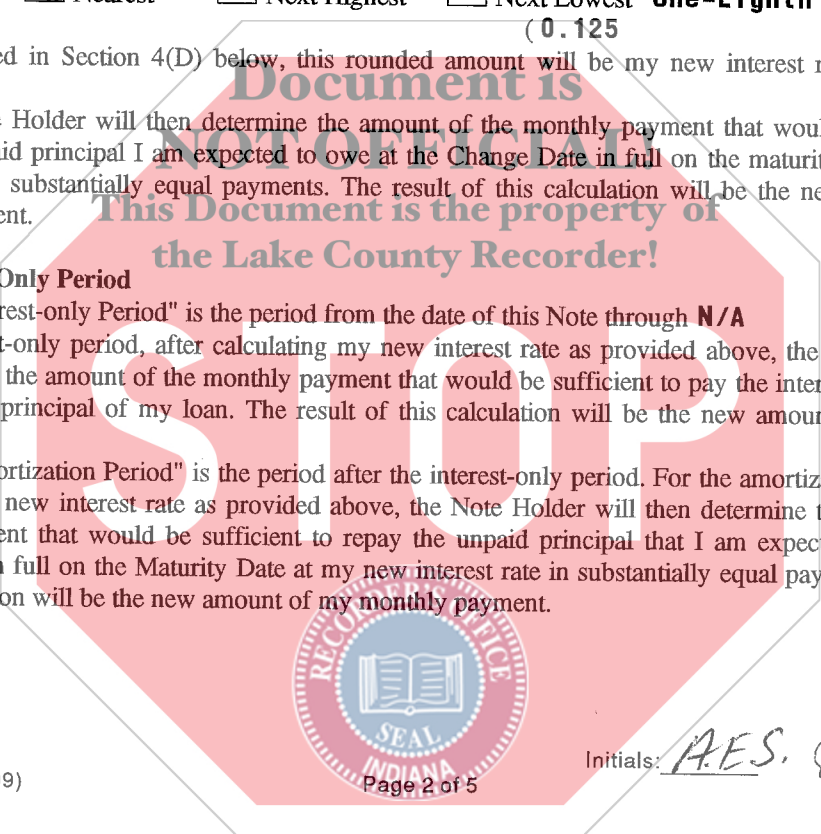 Nearest Next Highest Next Lowest One-Eighth
(0.125
ed in Section 4(D) below, this rounded amount will be my new interest r
Document is
Holder will then determine the amount of the monthly payment that woul
NOT OFFICIAL!
id principal I am expected to owe at the Change Date in full on the maturit
substantially equal payments. The result of this calculation will be the ne
This Document is the property of
ent.
the Lake County Recorder!
Only Period
rest-only Period" is the period from the date of this Note through N/A
t-only period, after calculating my new interest rate as provided above, the
the amount of the monthly payment that would be sufficient to pay the inter
principal of my loan. The result of this calculation will be the new amoun
STOP
ortization Period" is the period after the interest-only period. For the amortiz
new interest rate as provided above, the Note Holder will then determine t
ent that would be sufficient to repay the unpaid principal that I am expec
full on the Maturity Date at my new interest rate in substantially equal pay
on will be the new amount of my monthly payment.
RECORDER'S OFFICE
SEAL
INDIANA
Initials: A.E.S.
9)
Page 2 of 5